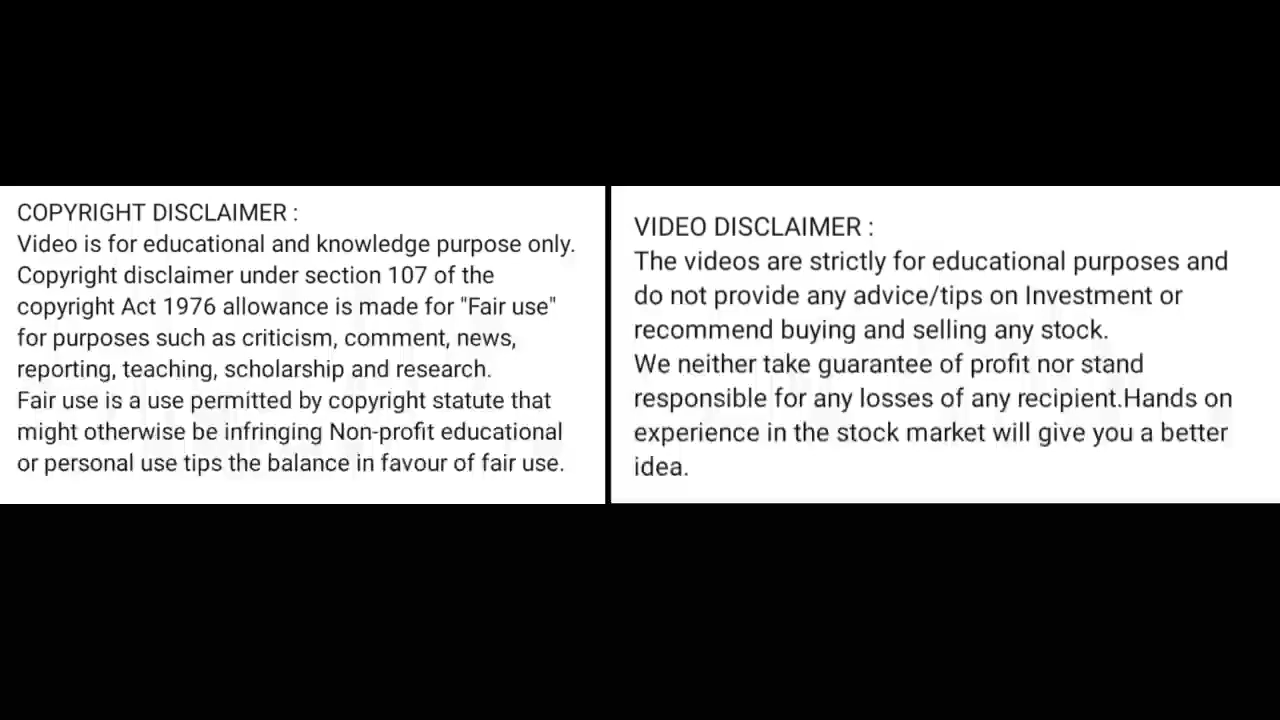 COPYRIGHT DISCLAIMER :
Video is for educational and knowledge purpose only.
Copyright disclaimer under section 107 of the
copyright Act 1976 allowance is made for "Fair use"
for purposes such as criticism, comment, news,
reporting, teaching, scholarship and research.
Fair use is a use permitted by copyright statute that
might otherwise be infringing Non-profit educational
or personal use tips the balance in favour of fair use.
VIDEO DISCLAIMER :
The videos are strictly for educational purposes and
do not provide any advice/tips on Investment or
recommend buying and selling any stock.
We neither take guarantee of profit nor stand
responsible for any losses of any recipient.Hands on
experience in the stock market will give you a better
idea.